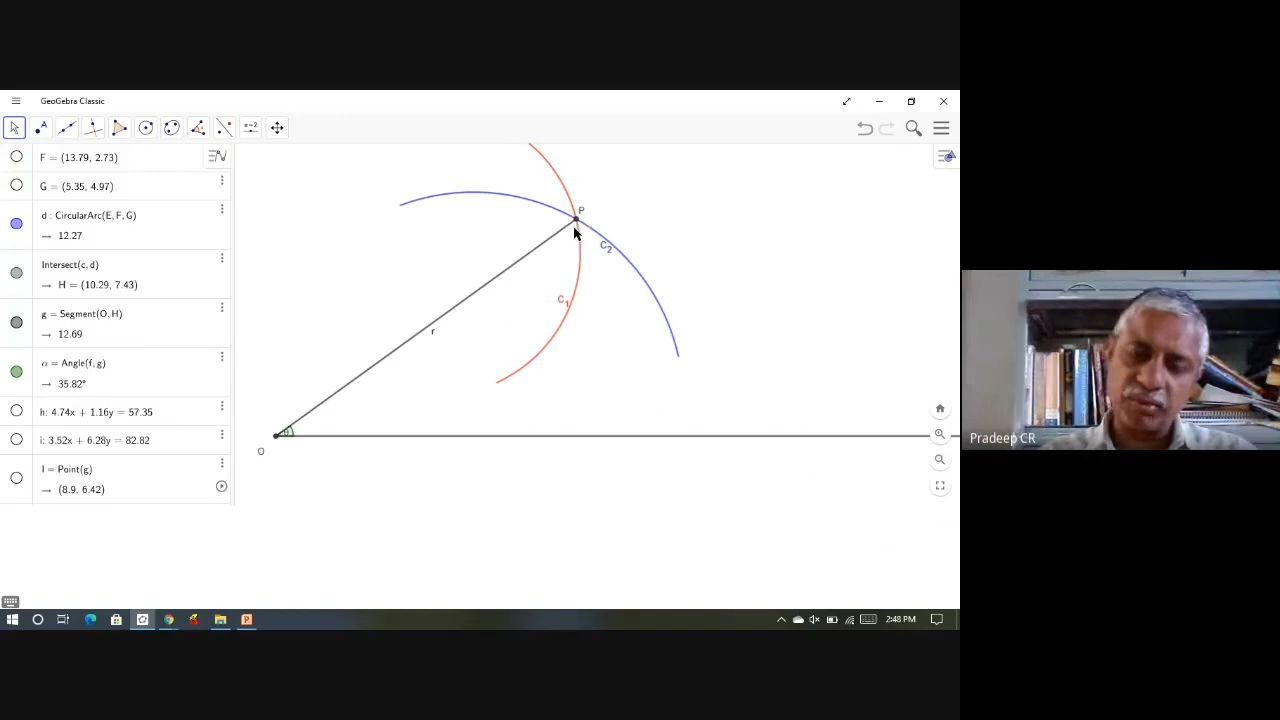 GeoGebra Classic
F = (13.79, 2.73)
G = (5.35, 4.97)
d : CircularArc(E, F, G)
→ 12.27
Intersect(c, d)
→ H = (10.29, 7.43)
g = Segment(O, H)
→ 12.69
α = Angle(f, g)
→ 35.82°
h: 4.74x + 1.16y = 57.35
i: 3.52x + 6.28y = 82.82
I = Point(g)
→ (8.9, 6.42)
P
C₂
C₁
r
θ
O
Pradeep CR
2:48 PM